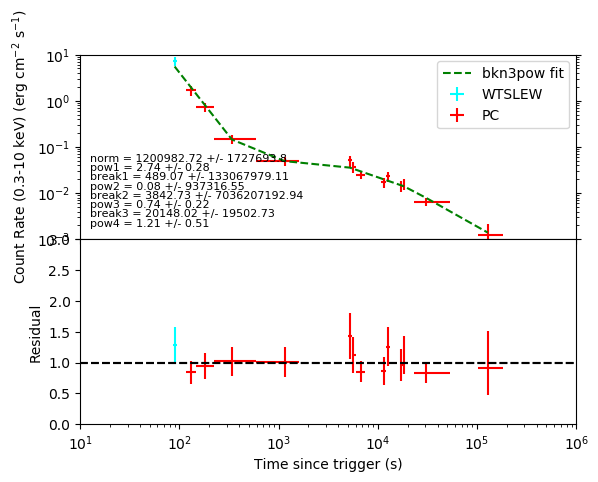 Count Rate (0.3-10 keV) (erg cm⁻² s⁻¹)
10¹
10⁰
10⁻¹
10⁻²
10⁻³
bkn3pow fit
WTSLEW
PC
norm = 1200982.72 +/- 1727693.8
pow1 = 2.74 +/- 0.28
break1 = 489.07 +/- 133067979.11
pow2 = 0.08 +/- 937316.55
break2 = 3842.73 +/- 7036207192.94
pow3 = 0.74 +/- 0.22
break3 = 20148.02 +/- 19502.73
pow4 = 1.21 +/- 0.51
Residual
3.0
2.5
2.0
1.5
1.0
0.5
0.0
10¹ 10² 10³ 10⁴ 10⁵ 10⁶
Time since trigger (s)